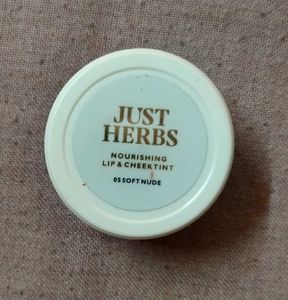 JUST
HERBS
NOURISHING
LIP & CHEEKTINT
05 SOFT NUDE